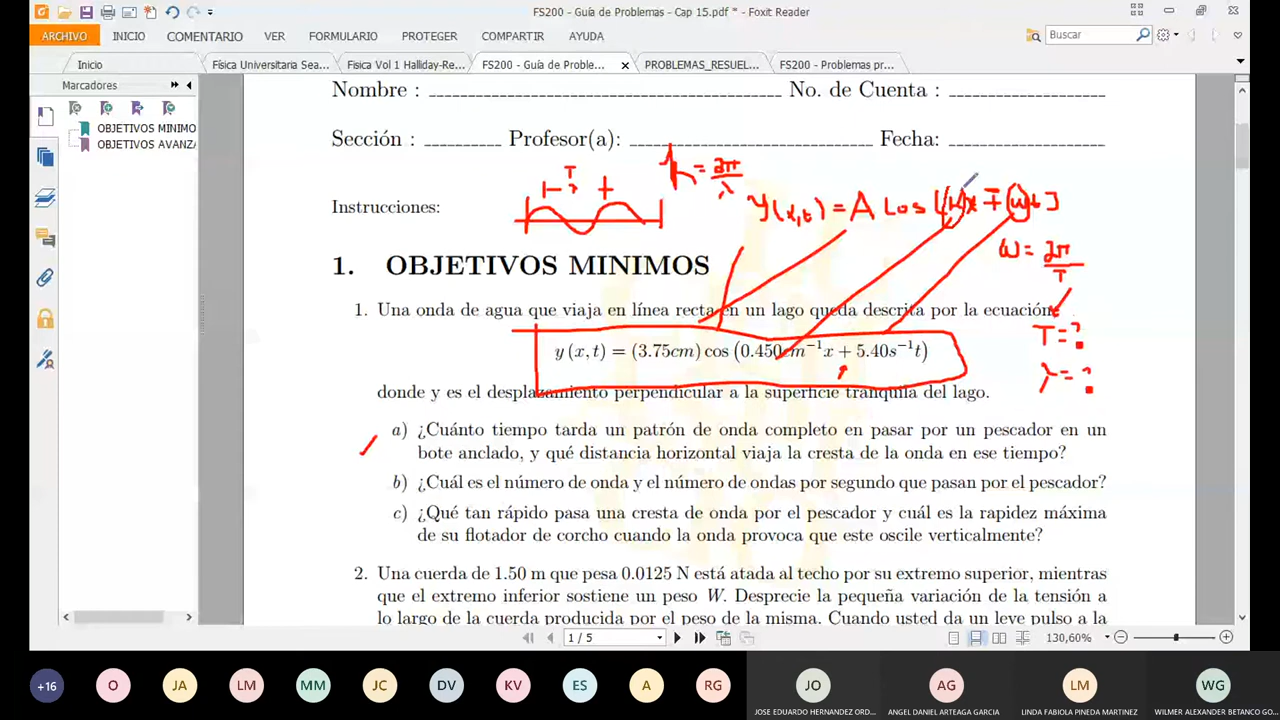 FS200 - Guía de Problemas - Cap 15.pdf * - Foxit Reader
ARCHIVO INICIO COMENTARIO VER FORMULARIO PROTEGER COMPARTIR AYUDA Buscar
Inicio Física Universitaria Sea... Fisica Vol 1 Halliday-Re... FS200 - Guía de Proble... PROBLEMAS_RESUEL... FS200 - Problemas pr...
Marcadores
OBJETIVOS MINIMO
OBJETIVOS AVANZA
Nombre : No. de Cuenta :
Sección : Profesor(a): Fecha:
T
k = 2π/λ
y(x,t) = A Cos [kx ∓ ωt]
Instrucciones:
ω = 2π/T
1. OBJETIVOS MINIMOS
1. Una onda de agua que viaja en línea recta en un lago queda descrita por la ecuación:
T = ?
y (x, t) = (3.75cm) cos (0.450cm⁻¹x + 5.40s⁻¹t)
λ = ?
donde y es el desplazamiento perpendicular a la superficie tranquila del lago.
a) ¿Cuánto tiempo tarda un patrón de onda completo en pasar por un pescador en un
bote anclado, y qué distancia horizontal viaja la cresta de la onda en ese tiempo?
b) ¿Cuál es el número de onda y el número de ondas por segundo que pasan por el pescador?
c) ¿Qué tan rápido pasa una cresta de onda por el pescador y cuál es la rapidez máxima
de su flotador de corcho cuando la onda provoca que este oscile verticalmente?
2. Una cuerda de 1.50 m que pesa 0.0125 N está atada al techo por su extremo superior, mientras
que el extremo inferior sostiene un peso W. Desprecie la pequeña variación de la tensión a
lo largo de la cuerda producida por el peso de la misma. Cuando usted da un leve pulso a la
1 / 5 130,60%
+16 O JA LM MM JC DV KV ES A RG JO AG LM WG
JOSE EDUARDO HERNANDEZ ORD... ANGEL DANIEL ARTEAGA GARCIA LINDA FABIOLA PINEDA MARTINEZ WILMER ALEXANDER BETANCO GO...